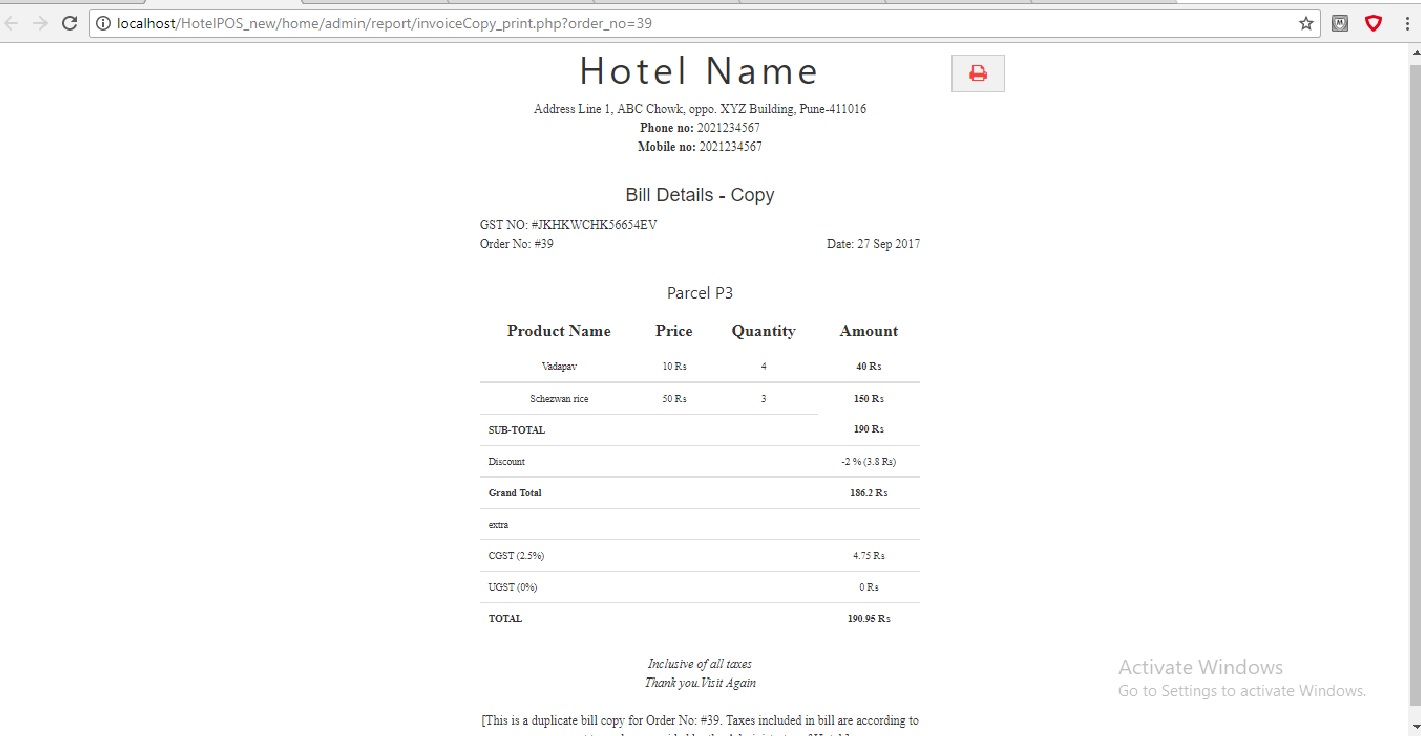 localhost/HotelPOS_new/home/admin/report/invoiceCopy_print.php?order_no=39
Hotel Name
Address Line 1, ABC Chowk, oppo. XYZ Building, Pune-411016
Phone no: 2021234567
Mobile no: 2021234567
Bill Details - Copy
GST NO: #JKHKWCHK56654EV
Order No: #39 Date: 27 Sep 2017
Parcel P3
Product Name Price Quantity Amount
Vadapav 10 Rs 4 40 Rs
Schezwan rice 50 Rs 3 150 Rs
SUB-TOTAL 190 Rs
Discount -2 % (3.8 Rs)
Grand Total 186.2 Rs
extra
CGST (2.5%) 4.75 Rs
UGST (0%) 0 Rs
TOTAL 190.95 Rs
Inclusive of all taxes
Thank you.Visit Again
Activate Windows
Go to Settings to activate Windows.
[This is a duplicate bill copy for Order No: #39. Taxes included in bill are according to